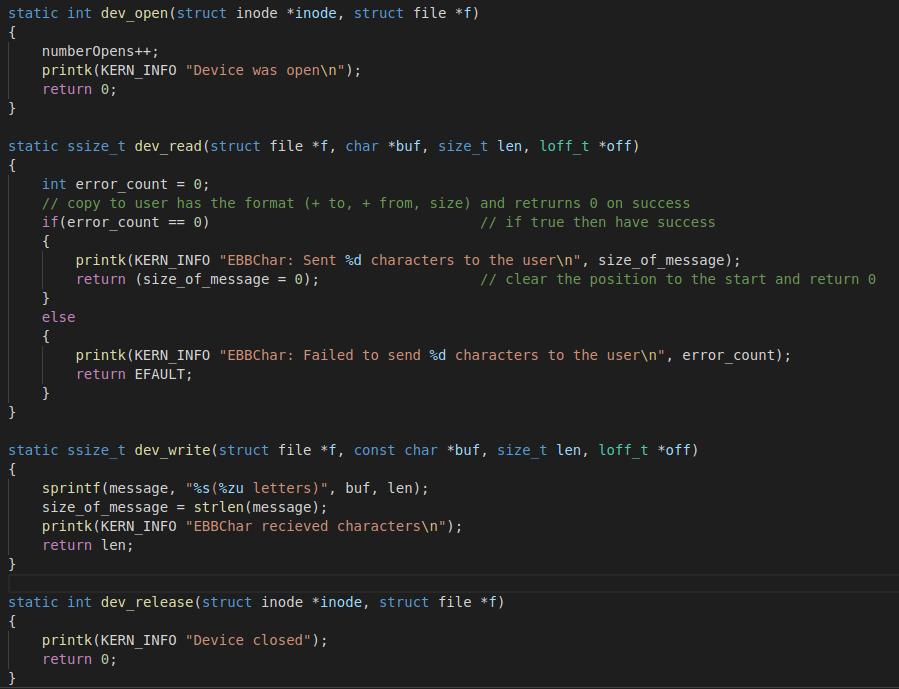 static int dev_open(struct inode *inode, struct file *f)
{
    numberOpens++;
    printk(KERN_INFO "Device was open\n");
    return 0;
}

static ssize_t dev_read(struct file *f, char *buf, size_t len, loff_t *off)
{
    int error_count = 0;
    // copy to user has the format (+ to, + from, size) and retrurns 0 on success
    if(error_count == 0)                                // if true then have success
    {
        printk(KERN_INFO "EBBChar: Sent %d characters to the user\n", size_of_message);
        return (size_of_message = 0);                   // clear the position to the start and return 0
    }
    else
    {
        printk(KERN_INFO "EBBChar: Failed to send %d characters to the user\n", error_count);
        return EFAULT;
    }
}

static ssize_t dev_write(struct file *f, const char *buf, size_t len, loff_t *off)
{
    sprintf(message, "%s(%zu letters)", buf, len);
    size_of_message = strlen(message);
    printk(KERN_INFO "EBBChar recieved characters\n");
    return len;
}

static int dev_release(struct inode *inode, struct file *f)
{
    printk(KERN_INFO "Device closed");
    return 0;
}